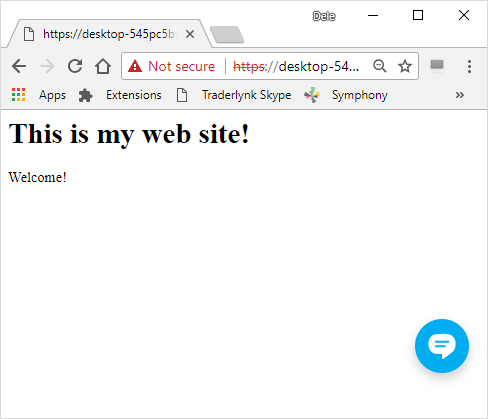 Dele
https://desktop-545pc5b
Not secure https://desktop-54...
Apps Extensions Traderlynk Skype Symphony »
This is my web site!
Welcome!